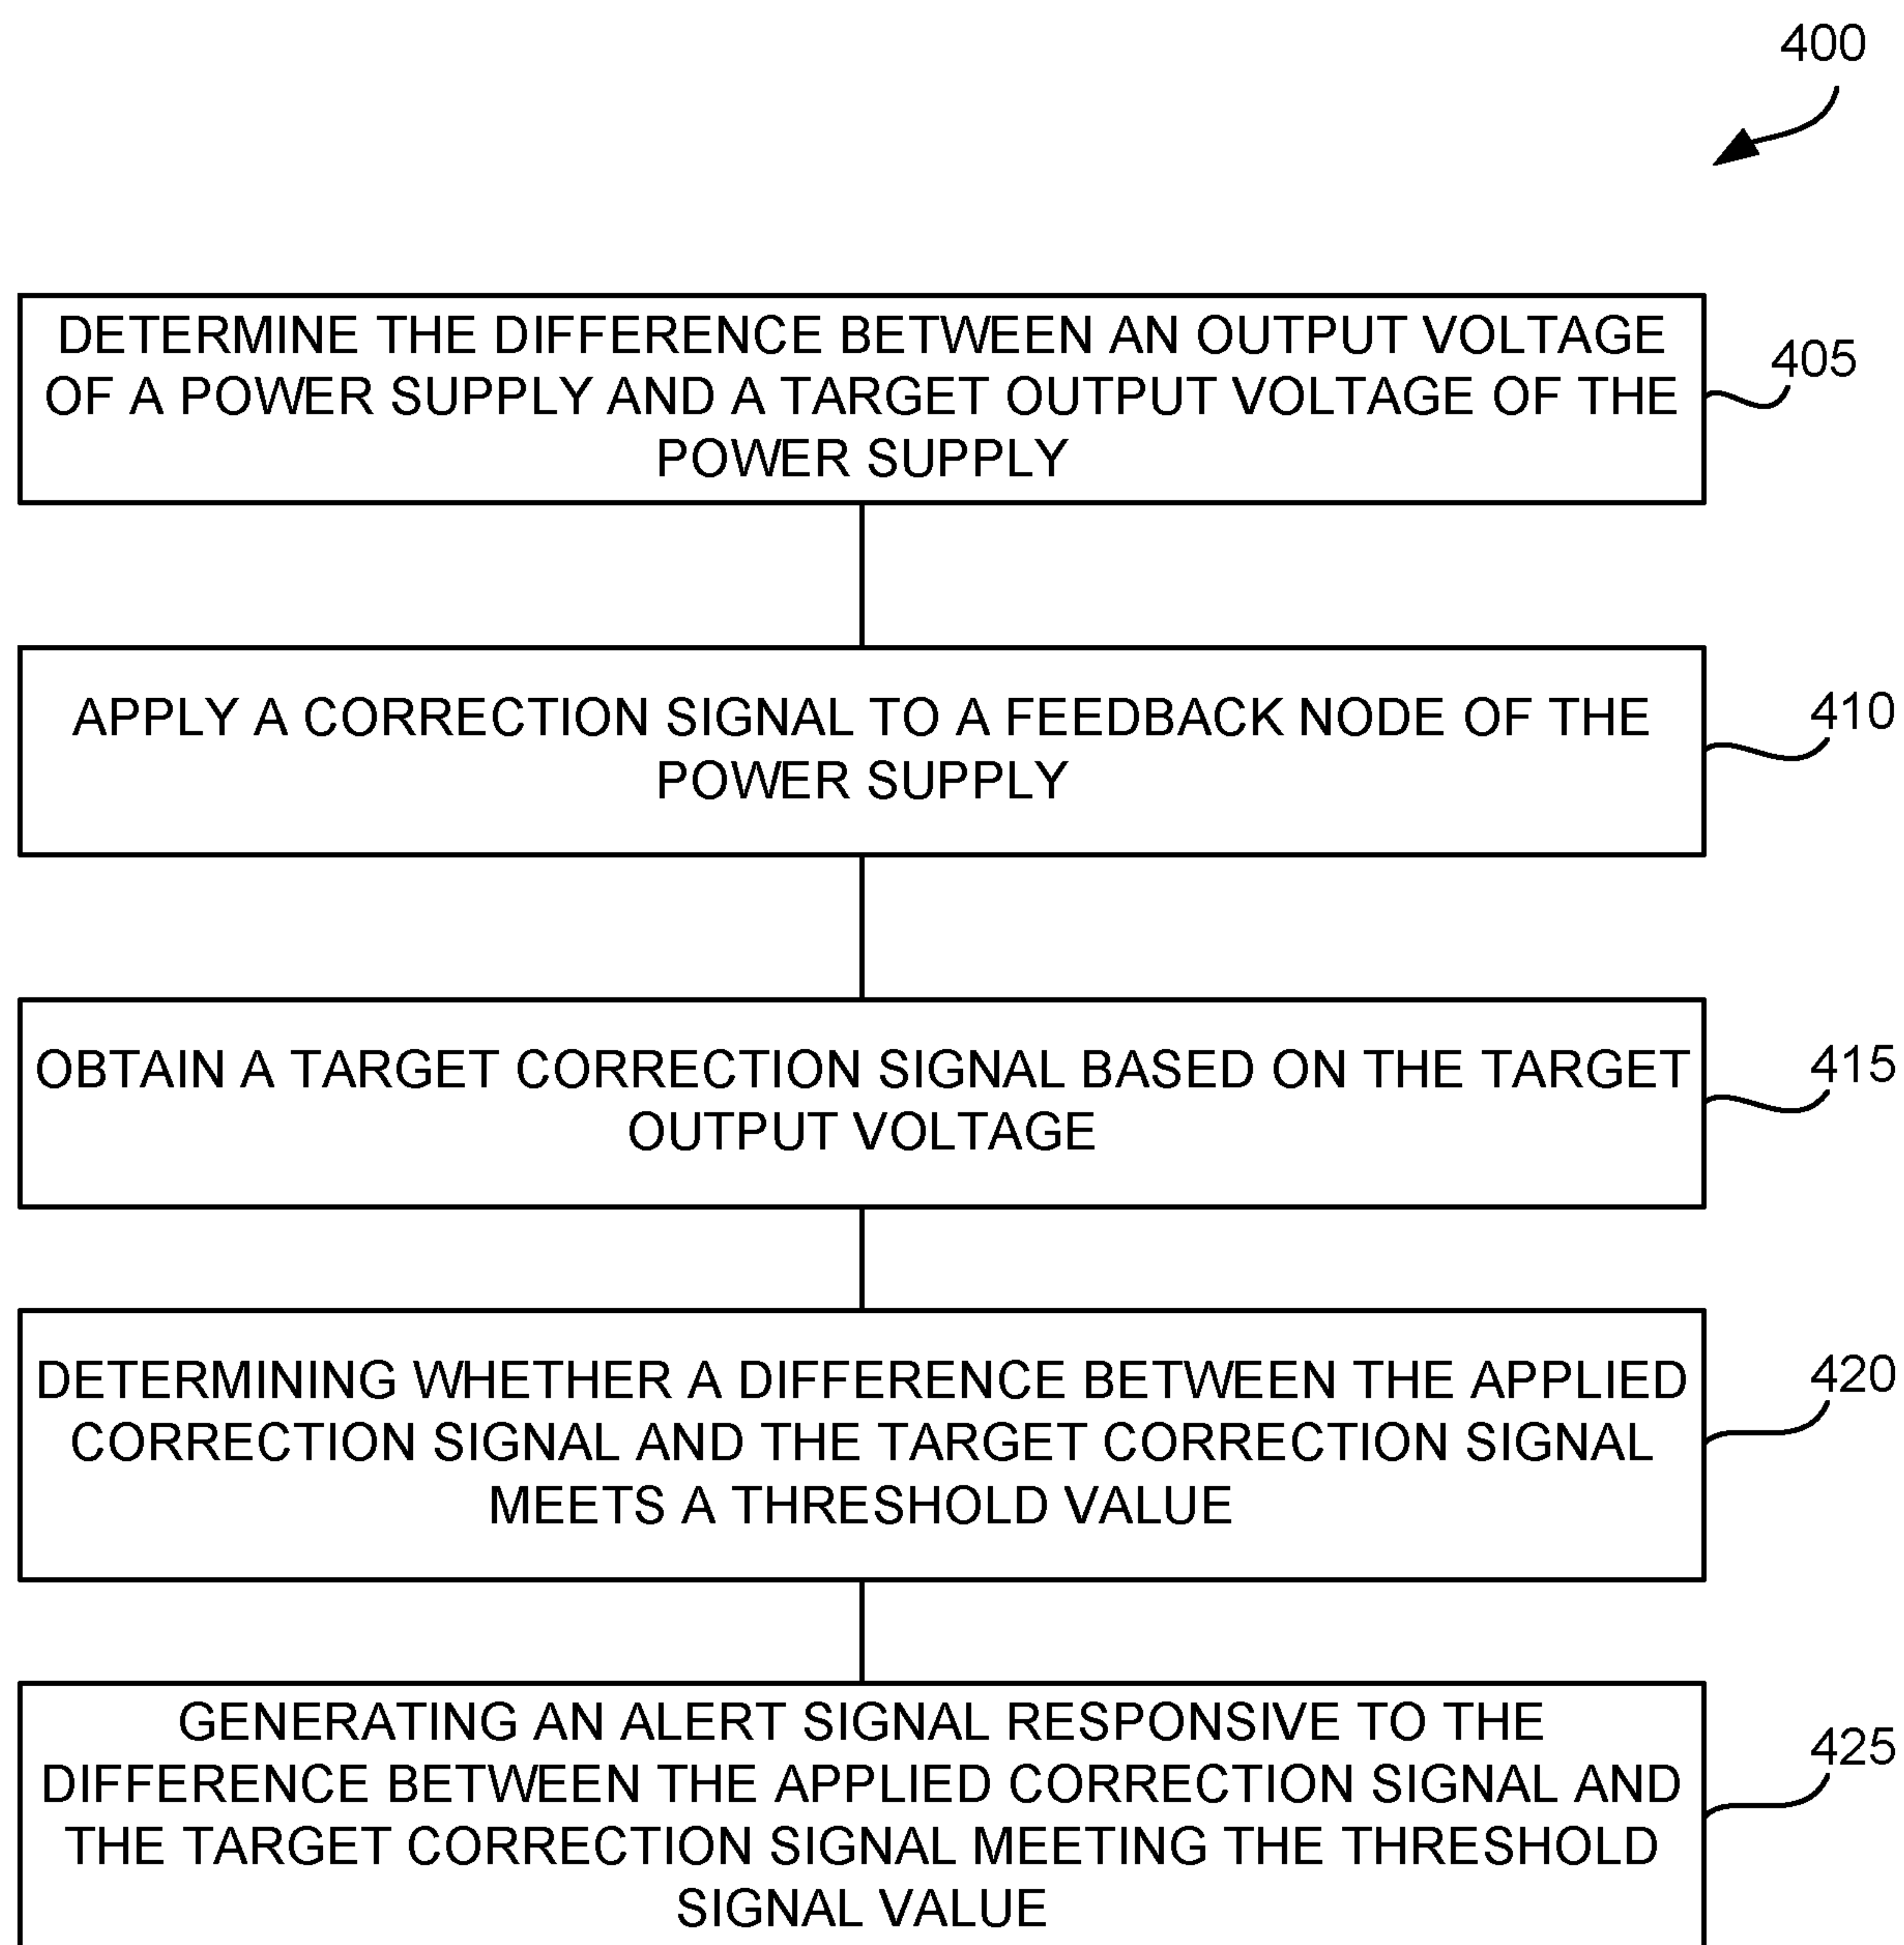 400
DETERMINE THE DIFFERENCE BETWEEN AN OUTPUT VOLTAGE
OF A POWER SUPPLY AND A TARGET OUTPUT VOLTAGE OF THE
POWER SUPPLY
405
APPLY A CORRECTION SIGNAL TO A FEEDBACK NODE OF THE
POWER SUPPLY
410
OBTAIN A TARGET CORRECTION SIGNAL BASED ON THE TARGET
OUTPUT VOLTAGE
415
DETERMINING WHETHER A DIFFERENCE BETWEEN THE APPLIED
CORRECTION SIGNAL AND THE TARGET CORRECTION SIGNAL
MEETS A THRESHOLD VALUE
420
GENERATING AN ALERT SIGNAL RESPONSIVE TO THE
DIFFERENCE BETWEEN THE APPLIED CORRECTION SIGNAL AND
THE TARGET CORRECTION SIGNAL MEETING THE THRESHOLD
SIGNAL VALUE
425